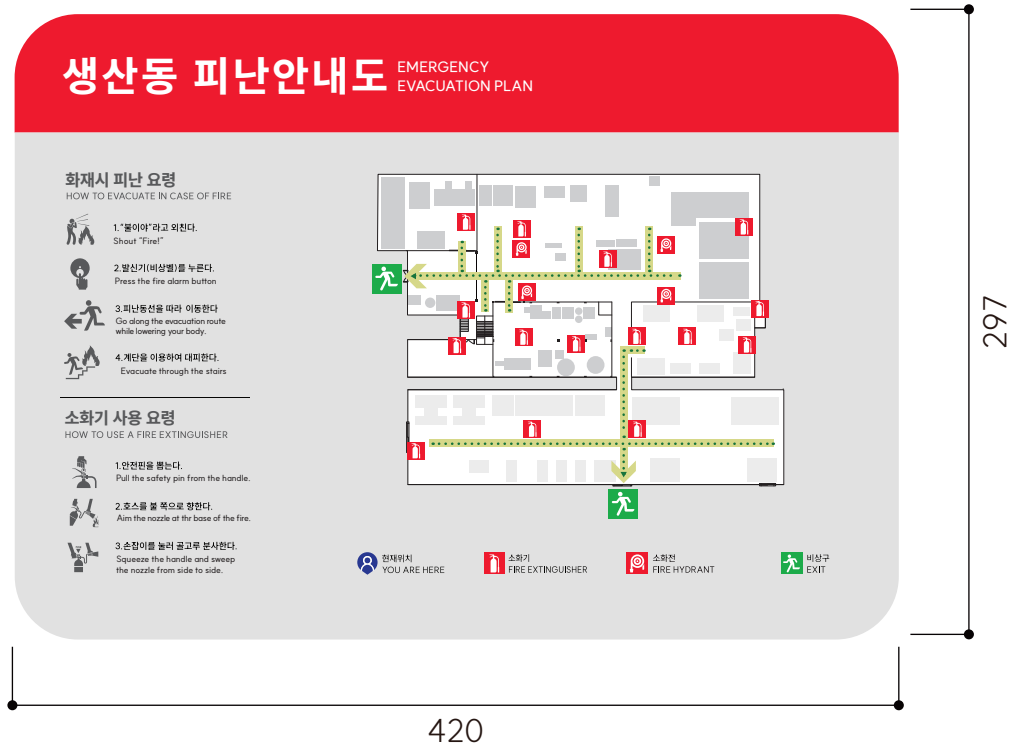 생산동 피난안내도
EMERGENCY
EVACUATION PLAN
화재시 피난 요령
HOW TO EVACUATE IN CASE OF FIRE
1."불이야"라고 외친다.
Shout "Fire!"
2.발신기(비상벨)를 누른다.
Press the fire alarm button
3.피난동선을 따라 이동한다
Go along the evacuation route
while lowering your body.
4.계단을 이용하여 대피한다.
Evacuate through the stairs
소화기 사용 요령
HOW TO USE A FIRE EXTINGUISHER
1.안전핀을 뽑는다.
Pull the safety pin from the handle.
2.호스를 불 쪽으로 향한다.
Aim the nozzle at thr base of the fire.
3.손잡이를 눌러 골고루 분사한다.
Squeeze the handle and sweep
the nozzle from side to side.
현재위치
YOU ARE HERE
소화기
FIRE EXTINGUISHER
소화전
FIRE HYDRANT
비상구
EXIT
297
420